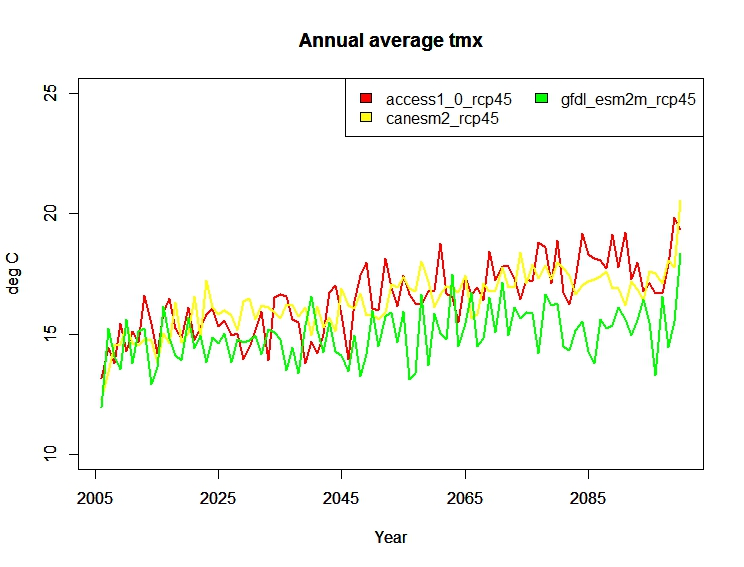 Annual average tmx
access1_0_rcp45 gfdl_esm2m_rcp45
canesm2_rcp45
25
20
15
10
deg C
2005 2025 2045 2065 2085
Year